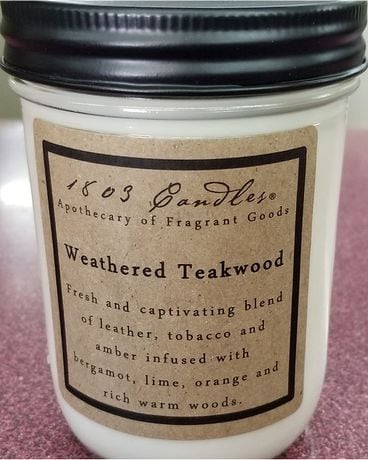 1803 Candles®
Apothecary of Fragrant Goods
Weathered Teakwood
Fresh and captivating blend
of leather, tobacco and
amber infused with
bergamot, lime, orange and
rich warm woods.